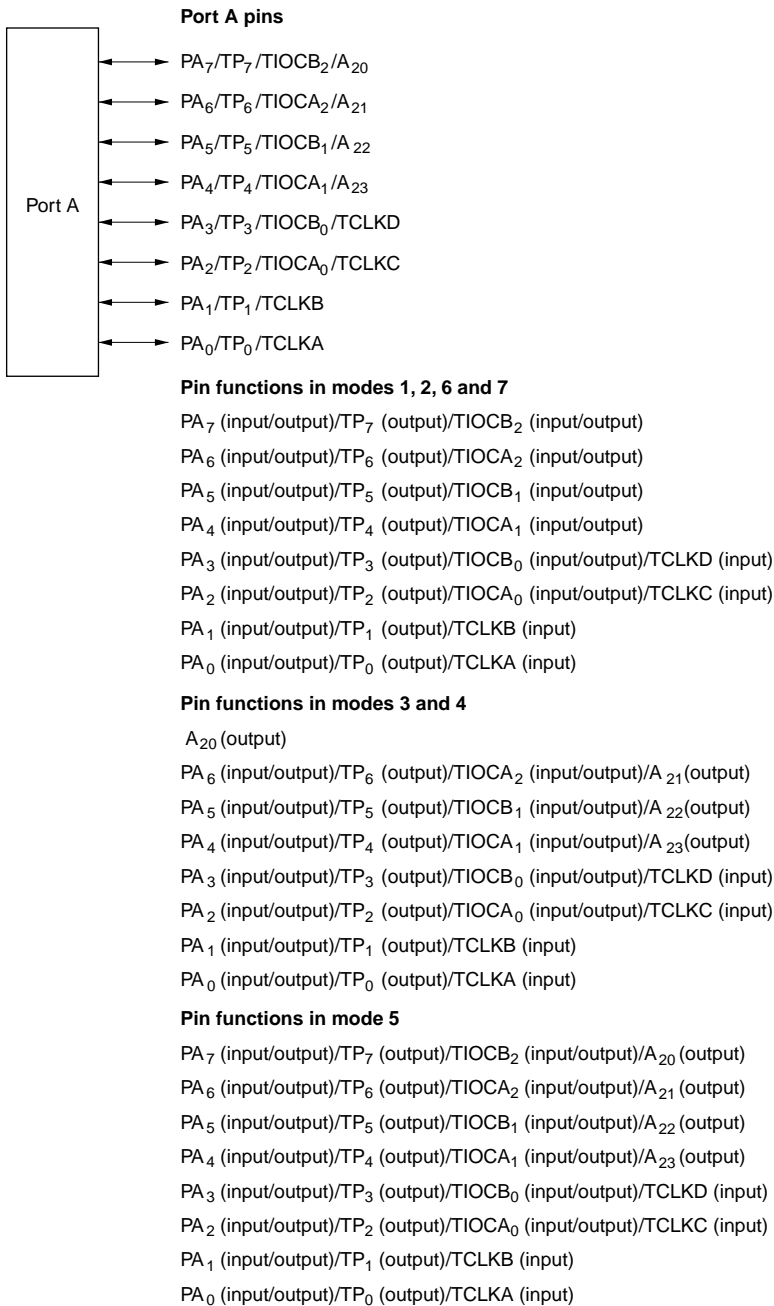 Port A pins
PA₇/TP₇/TIOCB₂/A₂₀
PA₆/TP₆/TIOCA₂/A₂₁
PA₅/TP₅/TIOCB₁/A₂₂
PA₄/TP₄/TIOCA₁/A₂₃
Port A
PA₃/TP₃/TIOCB₀/TCLKD
PA₂/TP₂/TIOCA₀/TCLKC
PA₁/TP₁/TCLKB
PA₀/TP₀/TCLKA
Pin functions in modes 1, 2, 6 and 7
PA₇ (input/output)/TP₇ (output)/TIOCB₂ (input/output)
PA₆ (input/output)/TP₆ (output)/TIOCA₂ (input/output)
PA₅ (input/output)/TP₅ (output)/TIOCB₁ (input/output)
PA₄ (input/output)/TP₄ (output)/TIOCA₁ (input/output)
PA₃ (input/output)/TP₃ (output)/TIOCB₀ (input/output)/TCLKD (input)
PA₂ (input/output)/TP₂ (output)/TIOCA₀ (input/output)/TCLKC (input)
PA₁ (input/output)/TP₁ (output)/TCLKB (input)
PA₀ (input/output)/TP₀ (output)/TCLKA (input)
Pin functions in modes 3 and 4
A₂₀ (output)
PA₆ (input/output)/TP₆ (output)/TIOCA₂ (input/output)/A₂₁(output)
PA₅ (input/output)/TP₅ (output)/TIOCB₁ (input/output)/A₂₂(output)
PA₄ (input/output)/TP₄ (output)/TIOCA₁ (input/output)/A₂₃(output)
PA₃ (input/output)/TP₃ (output)/TIOCB₀ (input/output)/TCLKD (input)
PA₂ (input/output)/TP₂ (output)/TIOCA₀ (input/output)/TCLKC (input)
PA₁ (input/output)/TP₁ (output)/TCLKB (input)
PA₀ (input/output)/TP₀ (output)/TCLKA (input)
Pin functions in mode 5
PA₇ (input/output)/TP₇ (output)/TIOCB₂ (input/output)/A₂₀ (output)
PA₆ (input/output)/TP₆ (output)/TIOCA₂ (input/output)/A₂₁ (output)
PA₅ (input/output)/TP₅ (output)/TIOCB₁ (input/output)/A₂₂ (output)
PA₄ (input/output)/TP₄ (output)/TIOCA₁ (input/output)/A₂₃ (output)
PA₃ (input/output)/TP₃ (output)/TIOCB₀ (input/output)/TCLKD (input)
PA₂ (input/output)/TP₂ (output)/TIOCA₀ (input/output)/TCLKC (input)
PA₁ (input/output)/TP₁ (output)/TCLKB (input)
PA₀ (input/output)/TP₀ (output)/TCLKA (input)